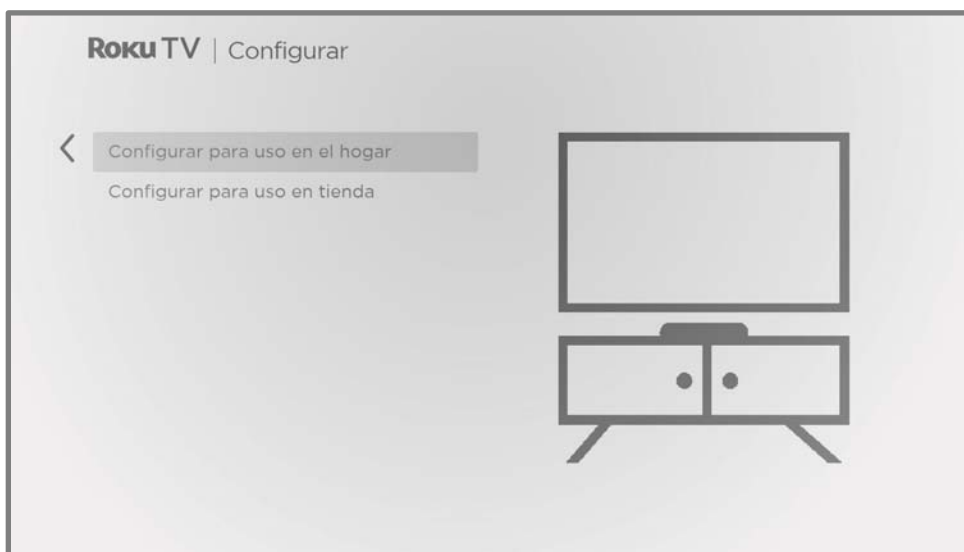 Roku TV | Configurar
Configurar para uso en el hogar
Configurar para uso en tienda